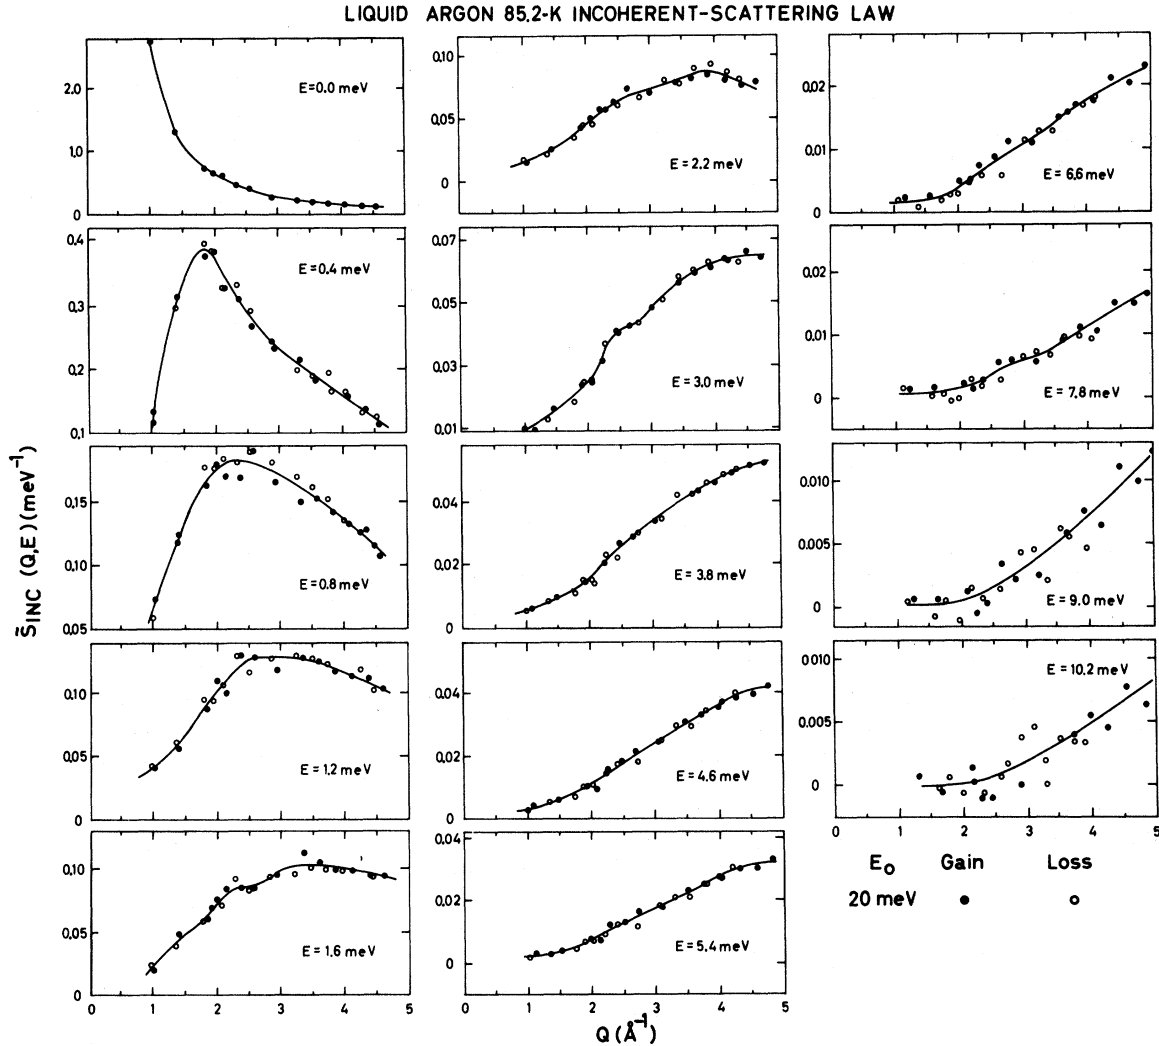 LIQUID ARGON 85.2-K INCOHERENT-SCATTERING LAW
S̄INC (Q,E) (meV⁻¹)
2.0
1.0
0
E=0.0 meV
0.4
0.3
0.2
0.1
E=0.4 meV
0.15
0.10
0.05
E=0.8 meV
0.10
0.05
0
E=1.2 meV
0.10
0.05
0
E=1.6 meV
0 1 2 3 4 5
0.10
0.05
0
E=2.2 meV
0.07
0.05
0.03
0.01
E=3.0 meV
0.04
0.02
0
E=3.8 meV
0.04
0.02
0
E=4.6 meV
0.04
0.02
0
E=5.4 meV
0 1 2 3 4 5
Q (Å⁻¹)
0.02
0.01
0
E=6.6 meV
0.02
0.01
0
E=7.8 meV
0.010
0.005
0
E=9.0 meV
0.010
0.005
0
E=10.2 meV
0 1 2 3 4 5
E₀ Gain Loss
20 meV ● ○